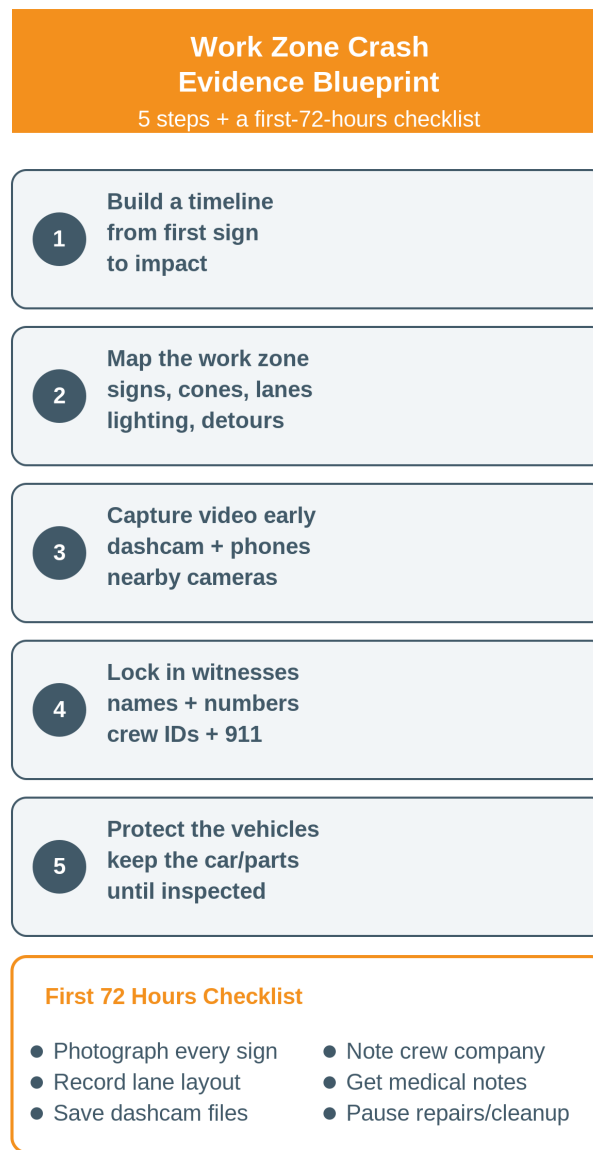 Work Zone Crash
Evidence Blueprint
5 steps + a first-72-hours checklist
1
Build a timeline
from first sign
to impact
2
Map the work zone
signs, cones, lanes
lighting, detours
3
Capture video early
dashcam + phones
nearby cameras
4
Lock in witnesses
names + numbers
crew IDs + 911
5
Protect the vehicles
keep the car/parts
until inspected
First 72 Hours Checklist
Photograph every sign
Record lane layout
Save dashcam files
Note crew company
Get medical notes
Pause repairs/cleanup